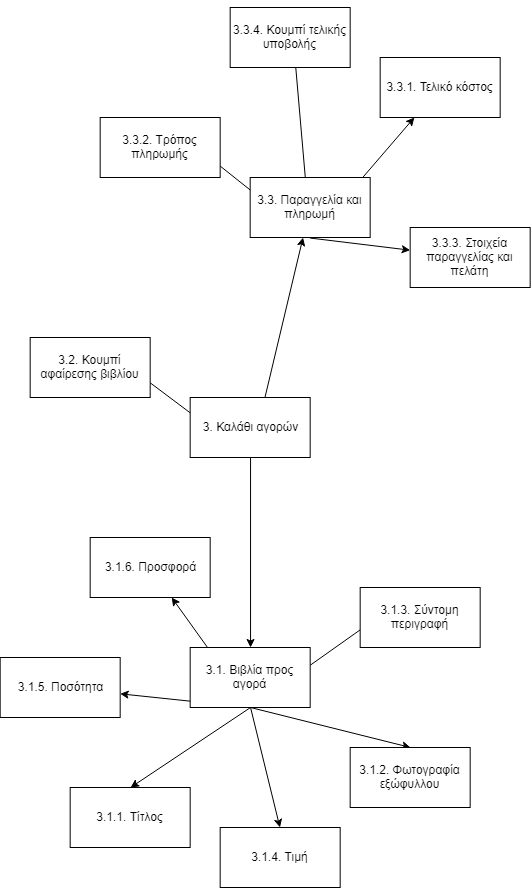 3.3.4. Κουμπί τελικής
υποβολής
3.3.1. Τελικό κόστος
3.3.2. Τρόπος
πληρωμής
3.3. Παραγγελία και
πληρωμή
3.3.3. Στοιχεία
παραγγελίας και
πελάτη
3.2. Κουμπί
αφαίρεσης βιβλίου
3. Καλάθι αγορών
3.1.6. Προσφορά
3.1.3. Σύντομη
περιγραφή
3.1. Βιβλία προς
αγορά
3.1.5. Ποσότητα
3.1.2. Φωτογραφία
εξώφυλλου
3.1.1. Τίτλος
3.1.4. Τιμή